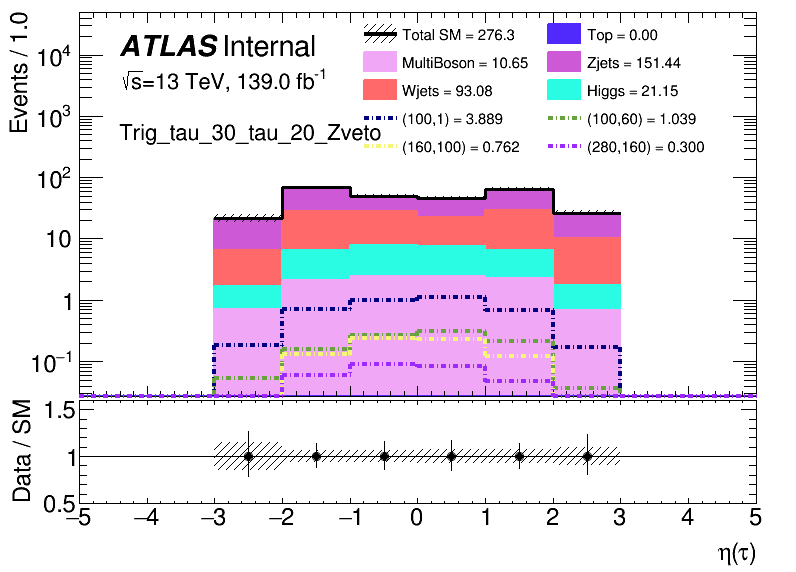 ATLAS Internal
√s=13 TeV, 139.0 fb⁻¹
Trig_tau_30_tau_20_Zveto
Total SM = 276.3
Top = 0.00
MultiBoson = 10.65
Zjets = 151.44
Wjets = 93.08
Higgs = 21.15
(100,1) = 3.889
(100,60) = 1.039
(160,100) = 0.762
(280,160) = 0.300
Events / 1.0
10⁴
10³
10²
10
1
10⁻¹
Data / SM
1.5
1
0.5
−5 −4 −3 −2 −1 0 1 2 3 4 5
η(τ)